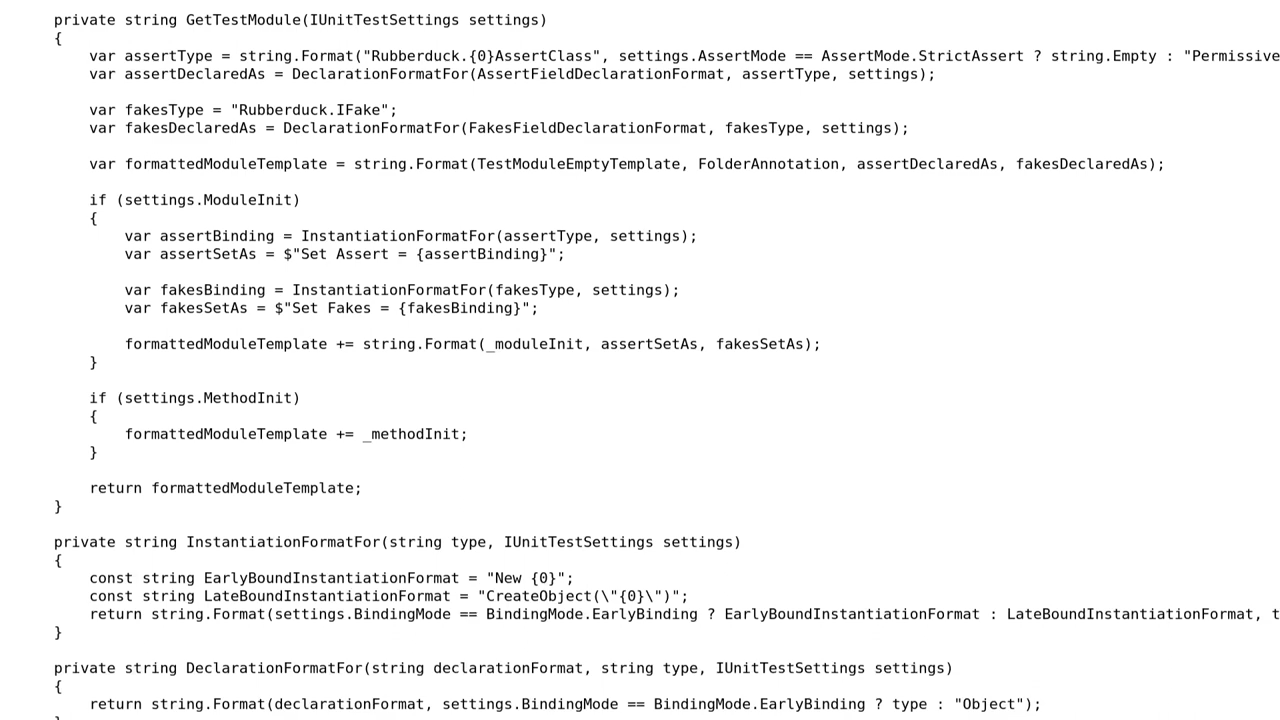 private string GetTestModule(IUnitTestSettings settings)
{
var assertType = string.Format("Rubberduck.{0}AssertClass", settings.AssertMode == AssertMode.StrictAssert ? string.Empty : "Permissive
var assertDeclaredAs = DeclarationFormatFor(AssertFieldDeclarationFormat, assertType, settings);
var fakesType = "Rubberduck.IFake";
var fakesDeclaredAs = DeclarationFormatFor(FakesFieldDeclarationFormat, fakesType, settings);
var formattedModuleTemplate = string.Format(TestModuleEmptyTemplate, FolderAnnotation, assertDeclaredAs, fakesDeclaredAs);
if (settings.ModuleInit)
{
var assertBinding = InstantiationFormatFor(assertType, settings);
var assertSetAs = $"Set Assert = {assertBinding}";
var fakesBinding = InstantiationFormatFor(fakesType, settings);
var fakesSetAs = $"Set Fakes = {fakesBinding}";
formattedModuleTemplate += string.Format(_moduleInit, assertSetAs, fakesSetAs);
}
if (settings.MethodInit)
{
formattedModuleTemplate += _methodInit;
}
return formattedModuleTemplate;
}
private string InstantiationFormatFor(string type, IUnitTestSettings settings)
{
const string EarlyBoundInstantiationFormat = "New {0}";
const string LateBoundInstantiationFormat = "CreateObject(\"{0}\")";
return string.Format(settings.BindingMode == BindingMode.EarlyBinding ? EarlyBoundInstantiationFormat : LateBoundInstantiationFormat, t
}
private string DeclarationFormatFor(string declarationFormat, string type, IUnitTestSettings settings)
{
return string.Format(declarationFormat, settings.BindingMode == BindingMode.EarlyBinding ? type : "Object");
}